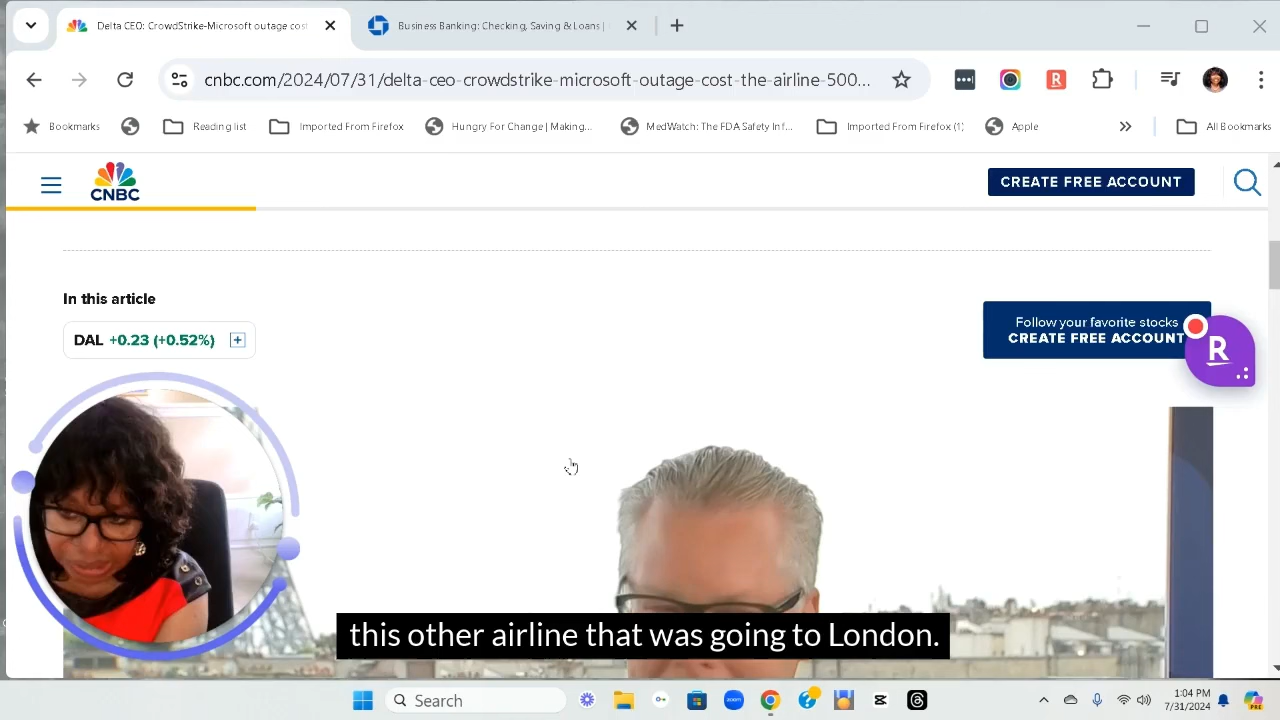 Delta CEO: CrowdStrike-Microsoft outage cost
Business Banking: Checking, Saving & Loans |
cnbc.com/2024/07/31/delta-ceo-crowdstrike-microsoft-outage-cost-the-airline-500...
Bookmarks
Reading list
Imported From Firefox
Hungry For Change | Making...
MedWatch: The FDA Safety Inf...
Imported From Firefox (1)
Apple
All Bookmarks
CNBC
CREATE FREE ACCOUNT
In this article
DAL +0.23 (+0.52%)
Follow your favorite stocks
CREATE FREE ACCOUNT
R
this other airline that was going to London.
Search
zoom
PRE
1:04 PM
7/31/2024